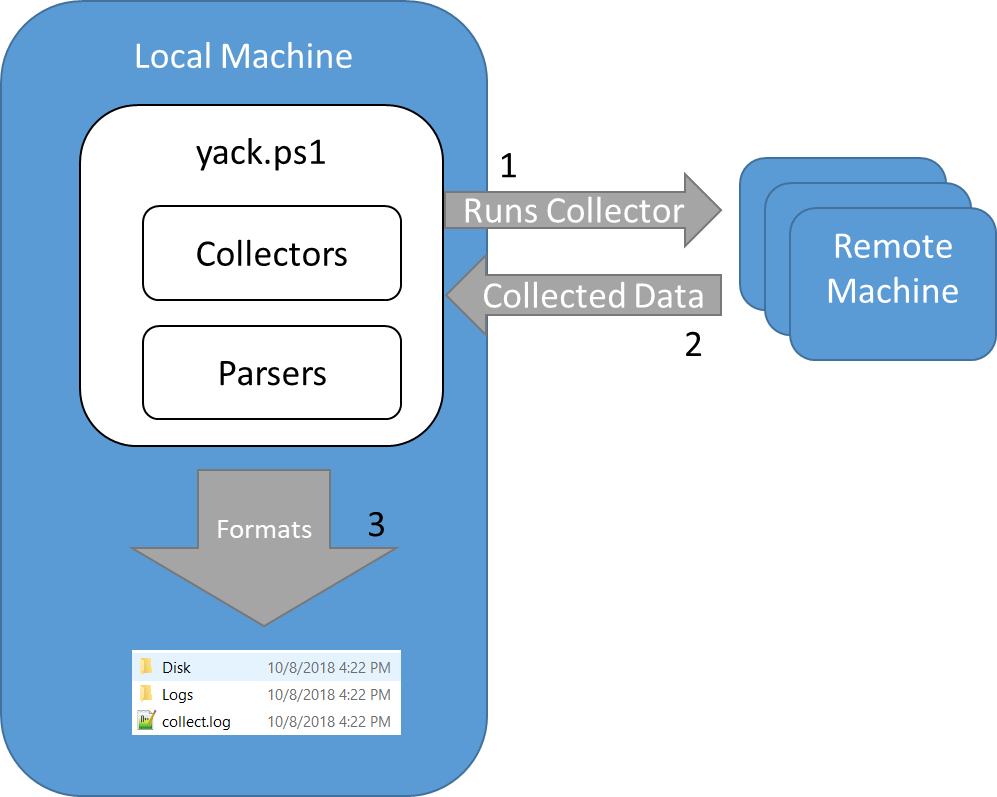 Local Machine
yack.ps1
Collectors
Parsers
1
Runs Collector
Collected Data
2
Remote
Machine
Formats
3
Disk 10/8/2018 4:22 PM
Logs 10/8/2018 4:22 PM
collect.log 10/8/2018 4:22 PM